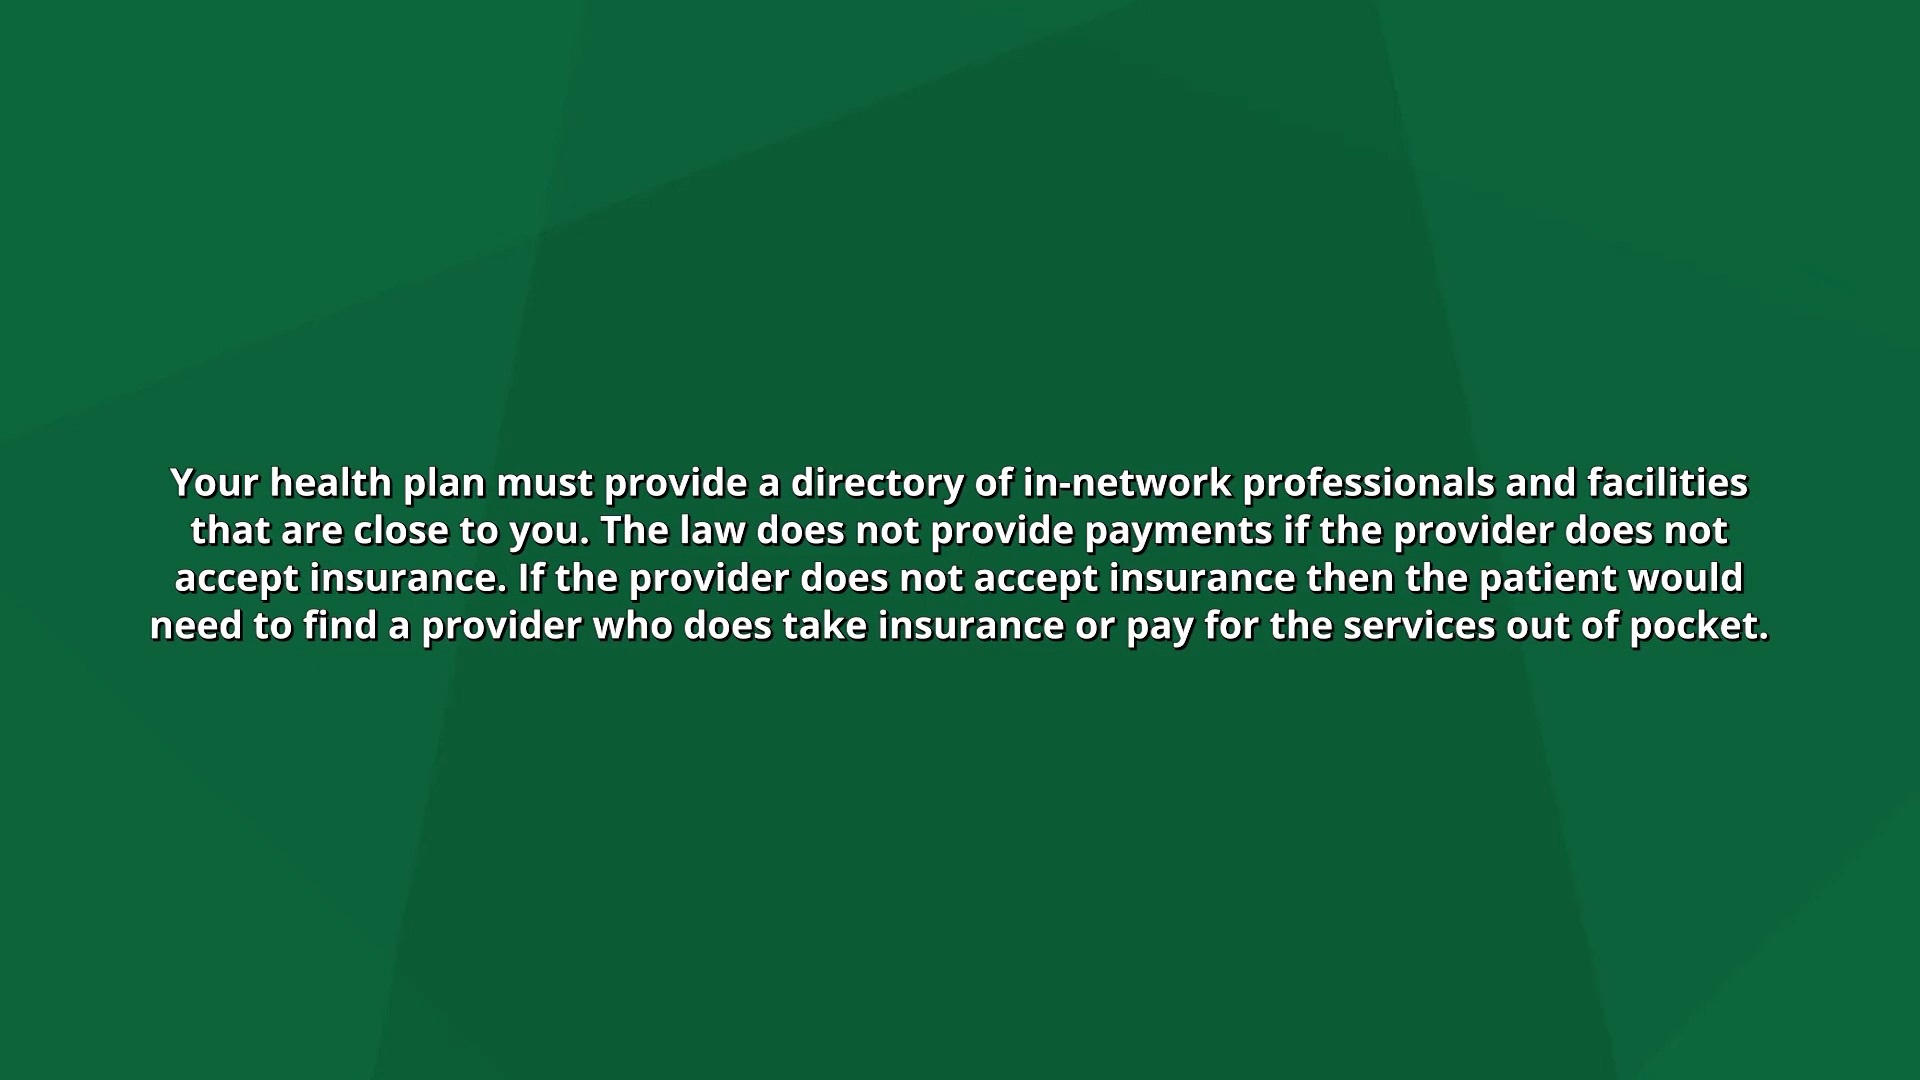 Your health plan must provide a directory of in-network professionals and facilities
that are close to you. The law does not provide payments if the provider does not
accept insurance. If the provider does not accept insurance then the patient would
need to find a provider who does take insurance or pay for the services out of pocket.